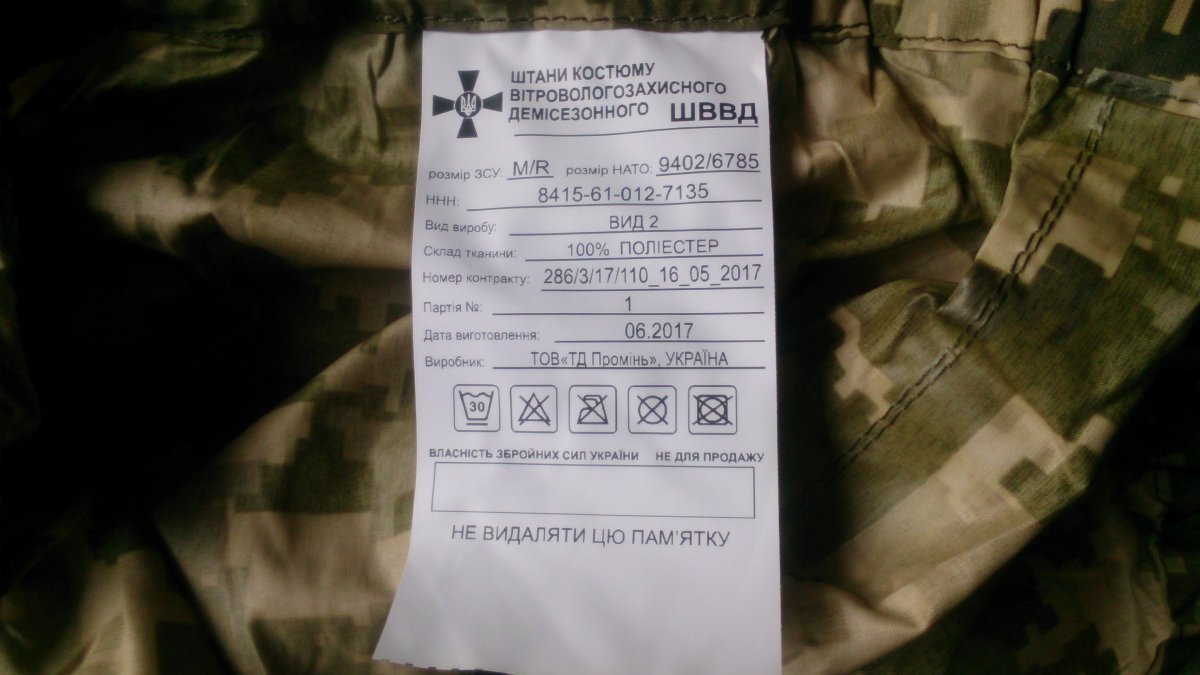 ШТАНИ КОСТЮМУ
ВІТРОВОЛОГОЗАХИСНОГО
ДЕМІСЕЗОННОГО ШВВД
розмір ЗСУ: M/R розмір НАТО: 9402/6785
ННН: 8415-61-012-7135
Вид виробу: ВИД 2
Склад тканини: 100% ПОЛІЕСТЕР
Номер контракту: 286/3/17/110_16_05_2017
Партія №: 1
Дата виготовлення: 06.2017
Виробник: ТОВ«ТД Промінь», УКРАЇНА
30
ВЛАСНІСТЬ ЗБРОЙНИХ СИЛ УКРАЇНИ НЕ ДЛЯ ПРОДАЖУ
НЕ ВИДАЛЯТИ ЦЮ ПАМ'ЯТКУ